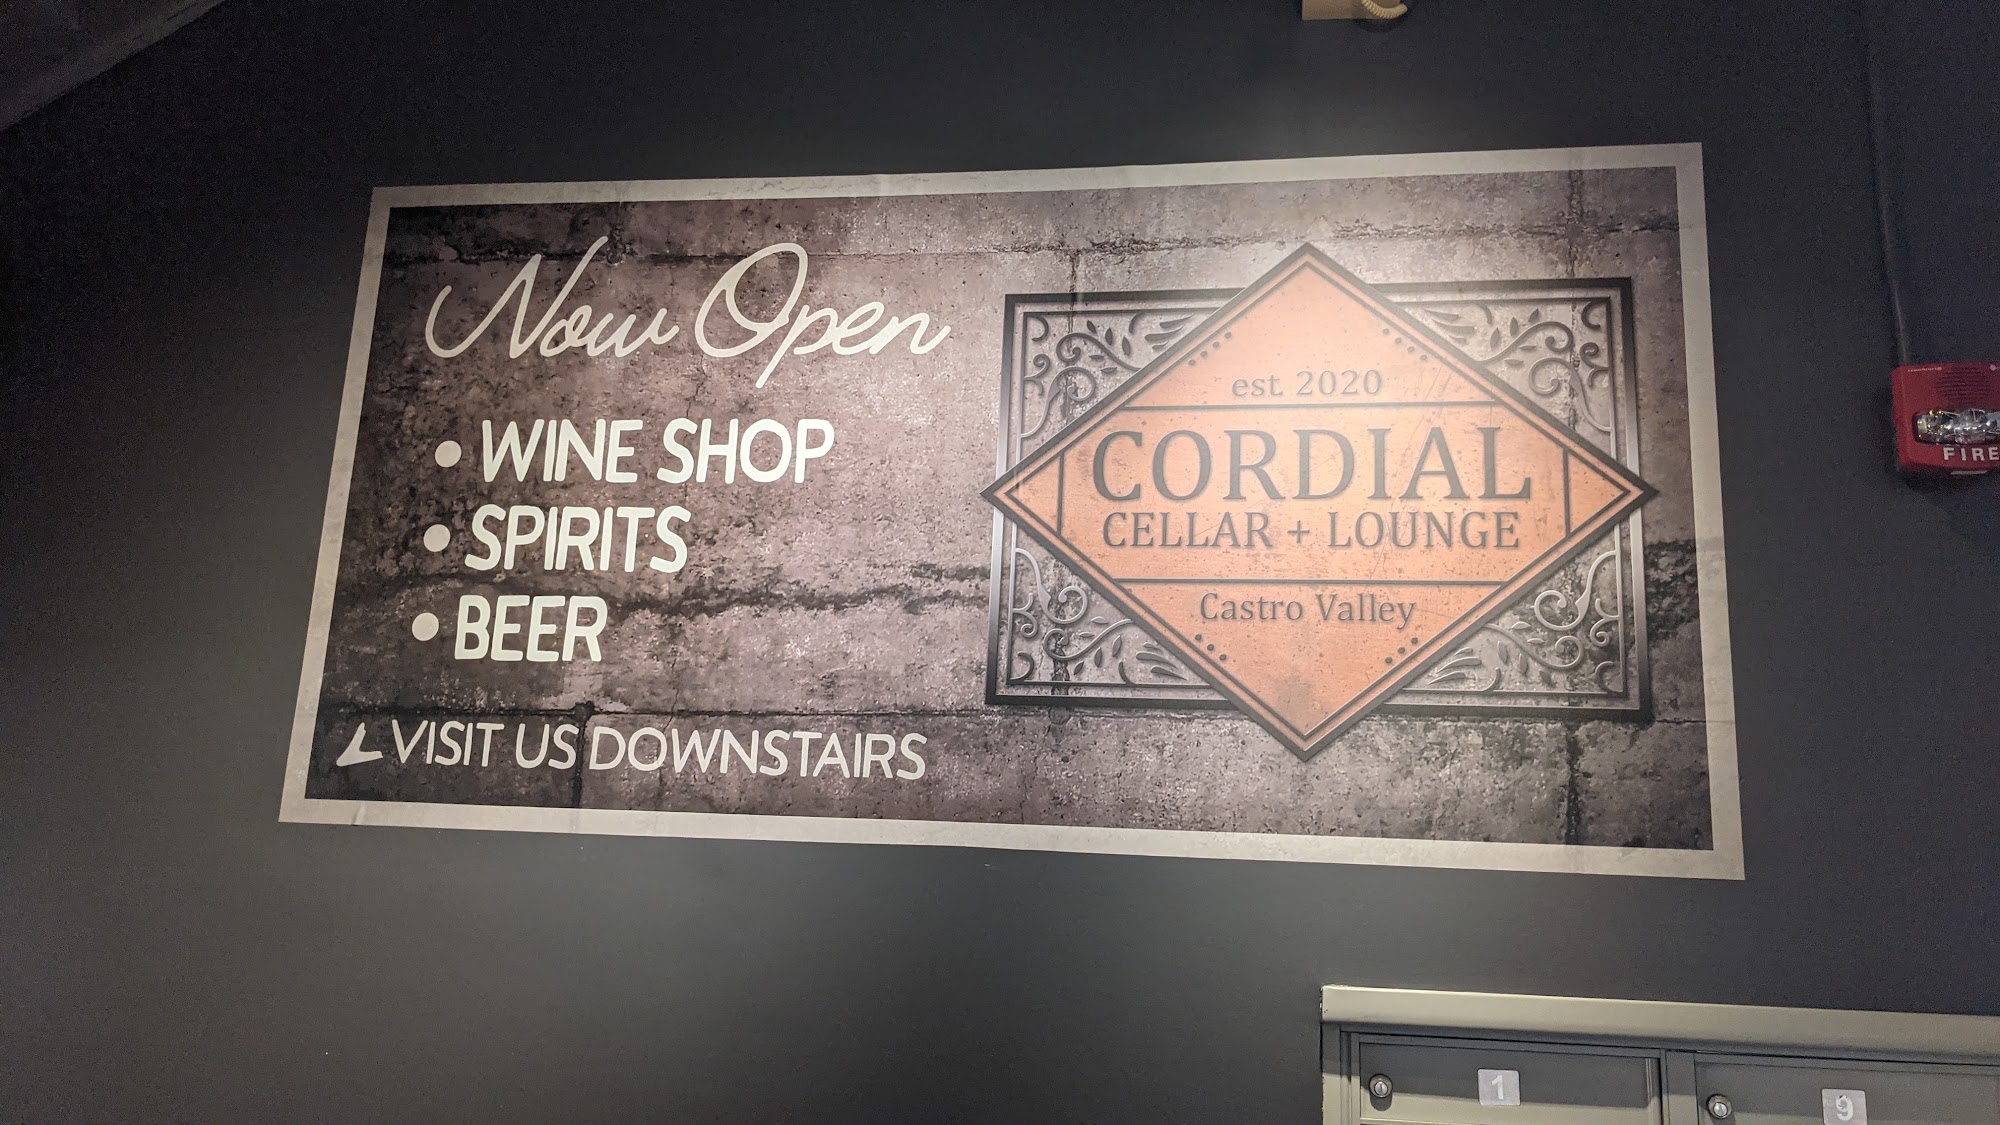 Now Open
• WINE SHOP
• SPIRITS
• BEER
VISIT US DOWNSTAIRS
est. 2020
CORDIAL
CELLAR + LOUNGE
Castro Valley
FIRE
1
9